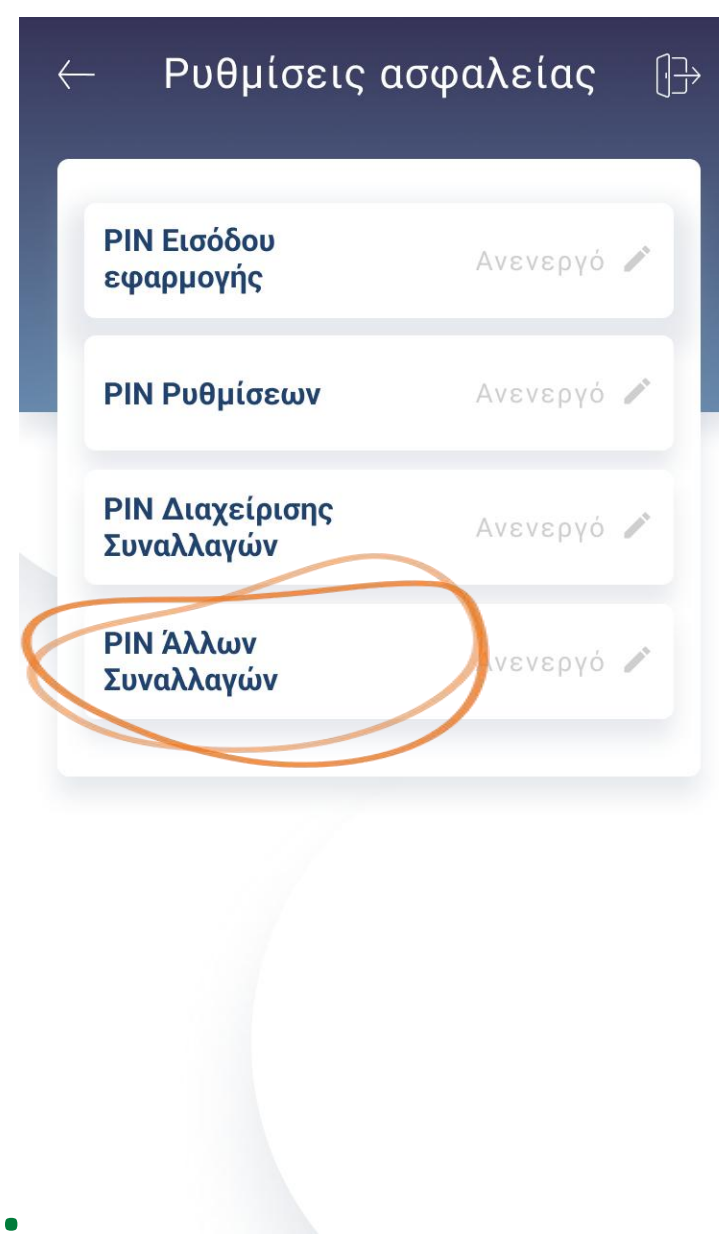 Ρυθμίσεις ασφαλείας
PIN Εισόδου
εφαρμογής
Ανενεργό
PIN Ρυθμίσεων
Ανενεργό
PIN Διαχείρισης
Συναλλαγών
Ανενεργό
PIN Άλλων
Συναλλαγών
Ανενεργό